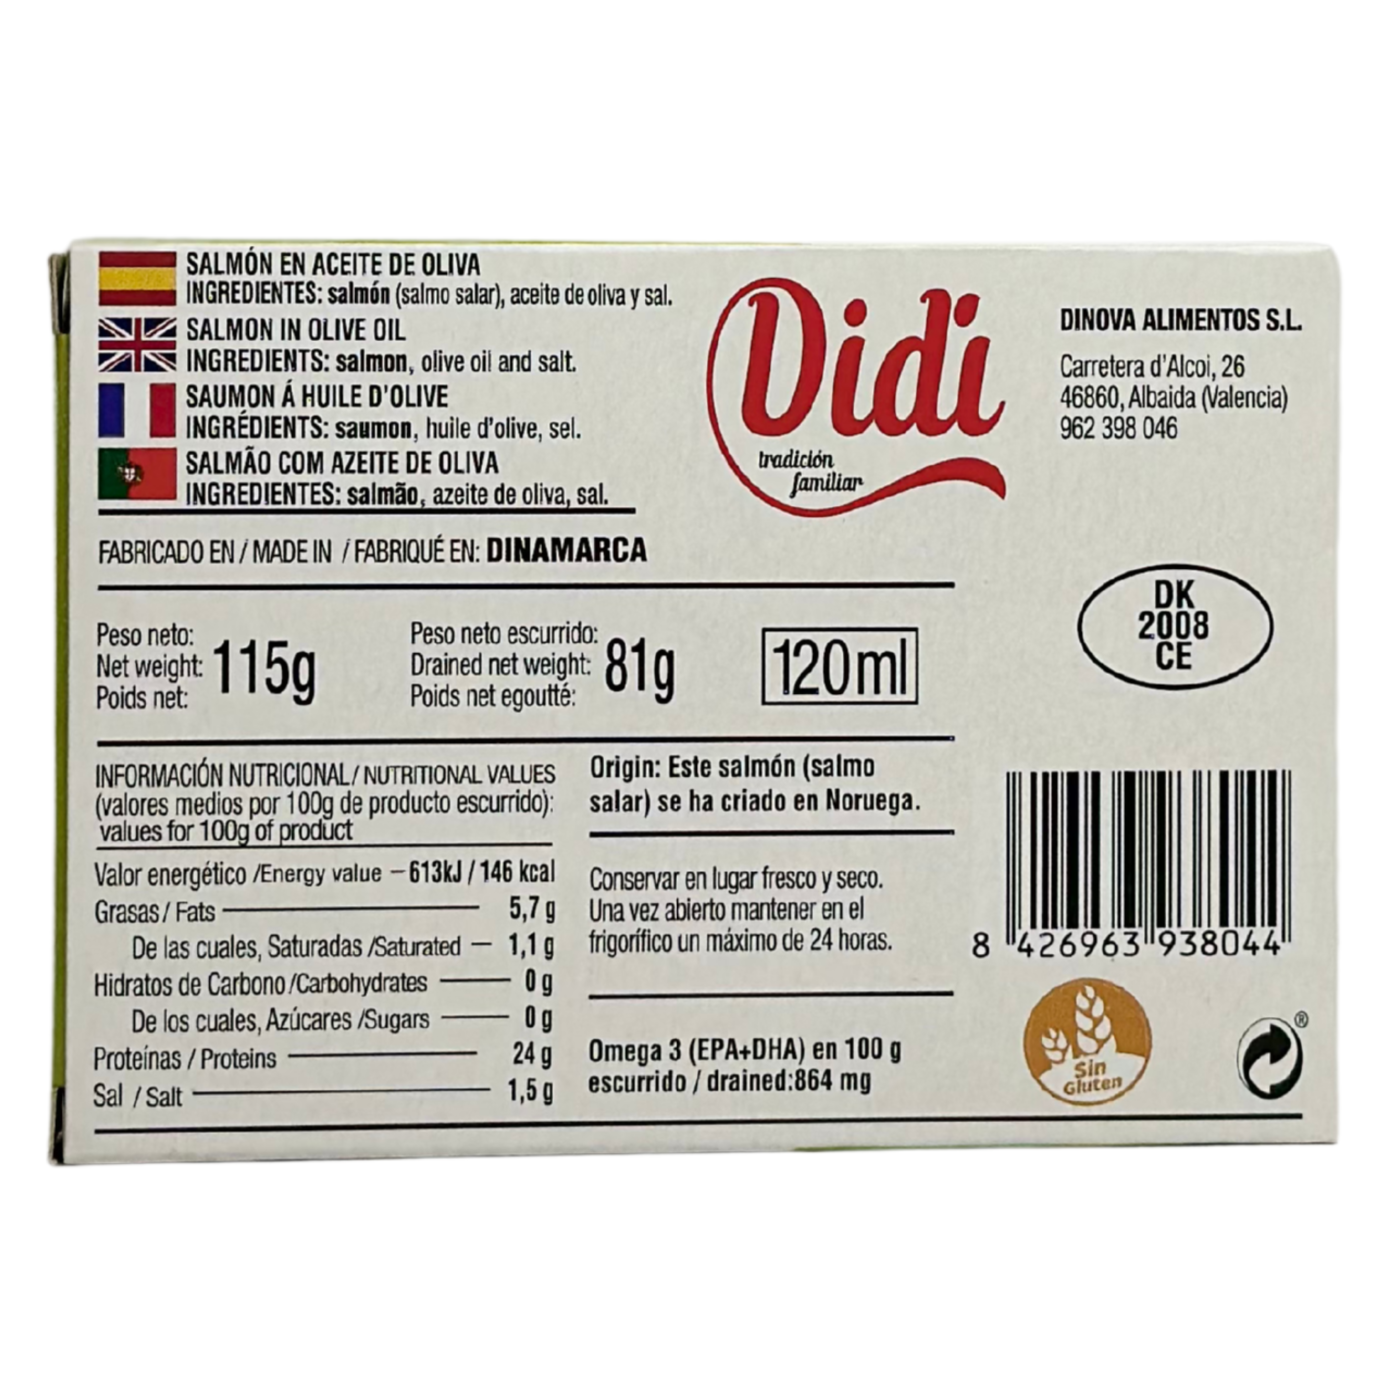 SALMÓN EN ACEITE DE OLIVA
INGREDIENTES: salmón (salmo salar), aceite de oliva y sal.
SALMON IN OLIVE OIL
INGREDIENTS: salmon, olive oil and salt.
SAUMON Á HUILE D'OLIVE
INGRÉDIENTS: saumon, huile d'olive, sel.
SALMÃO COM AZEITE DE OLIVA
INGREDIENTES: salmão, azeite de oliva, sal.
FABRICADO EN / MADE IN / FABRIQUÉ EN: DINAMARCA
Didi
tradición
familiar
DINOVA ALIMENTOS S.L.
Carretera d'Alcoi, 26
46860, Albaida (Valencia)
962 398 046
DK
2008
CE
Peso neto:
Net weight: 115g
Poids net:
Peso neto escurrido:
Drained net weight: 81g
Poids net egoutté:
120ml
INFORMACIÓN NUTRICIONAL / NUTRITIONAL VALUES
(valores medios por 100g de producto escurrido):
values for 100g of product
Valor energético /Energy value – 613kJ / 146 kcal
Grasas / Fats 5,7 g
De las cuales, Saturadas /Saturated 1,1 g
Hidratos de Carbono /Carbohydrates 0 g
De los cuales, Azúcares /Sugars 0 g
Proteínas / Proteins 24 g
Sal / Salt 1,5 g
Origin: Este salmón (salmo
salar) se ha criado en Noruega.
Conservar en lugar fresco y seco.
Una vez abierto mantener en el
frigorífico un máximo de 24 horas.
Omega 3 (EPA+DHA) en 100 g
escurrido / drained:864 mg
8 426963 938044
Sin
Gluten
®